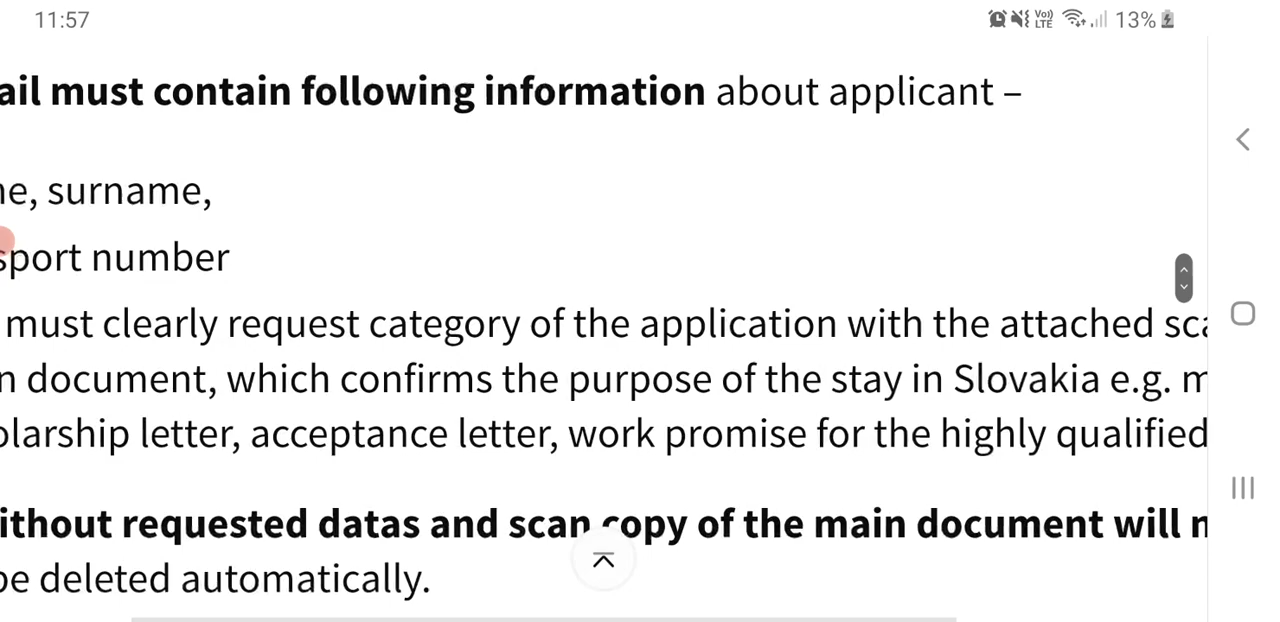 11:57
Vo)) LTE 13%
ail must contain following information about applicant –
e, surname,
sport number
must clearly request category of the application with the attached
n document, which confirms the purpose of the stay in Slovakia e.g.
olarship letter, acceptance letter, work promise for the highly qualified
ithout requested datas and scan copy of the main document will
be deleted automatically.